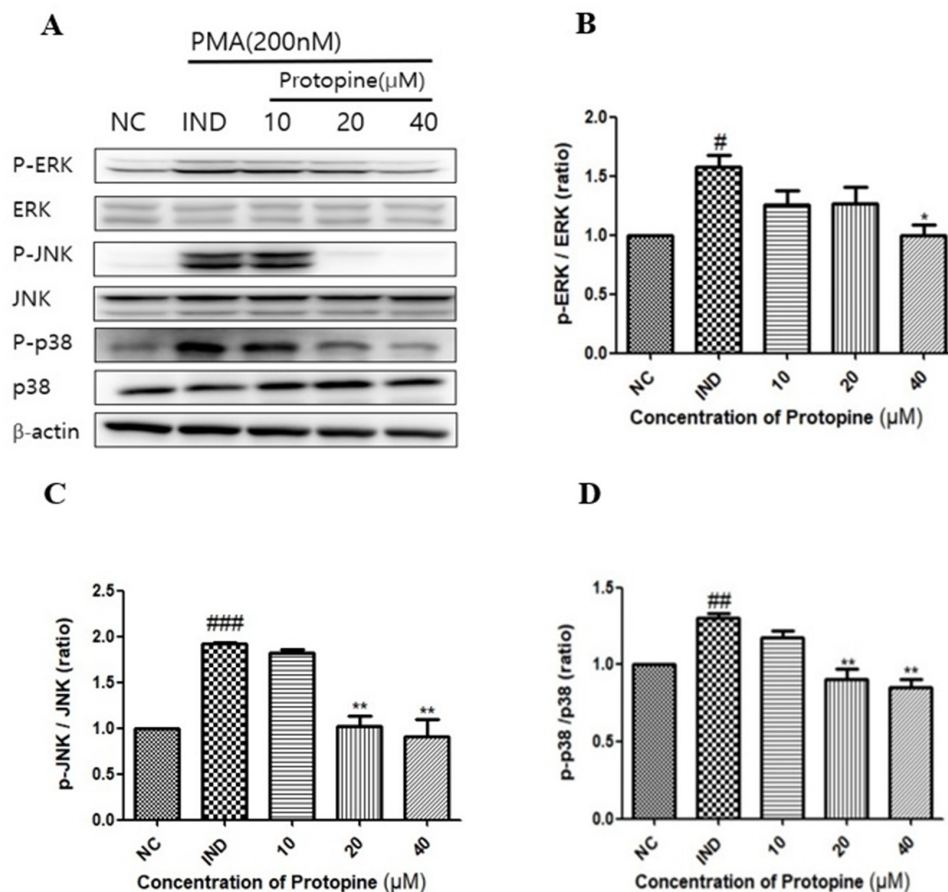 A
PMA(200nM)
Protopine(μM)
NC IND 10 20 40
P-ERK
ERK
P-JNK
JNK
P-p38
p38
β-actin
B
p-ERK / ERK (ratio)
2.0
1.5
1.0
0.5
0.0
#
*
NC IND 10 20 40
Concentration of Protopine (μM)
C
p-JNK / JNK (ratio)
2.5
2.0
1.5
1.0
0.5
0.0
###
** **
NC IND 10 20 40
Concentration of Protopine (μM)
D
p-p38 /p38 (ratio)
1.5
1.0
0.5
0.0
##
** **
NC IND 10 20 40
Concentration of Protopine (μM)